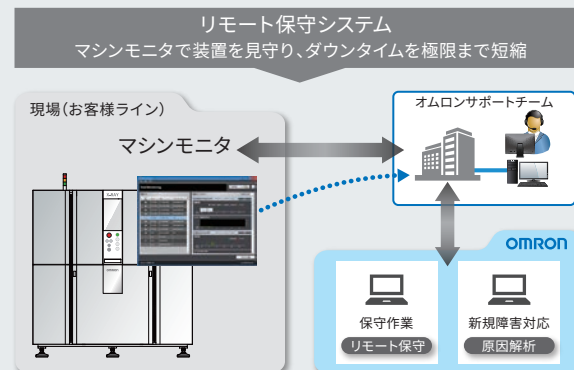 リモート保守システム
マシンモニタで装置を見守り、ダウンタイムを極限まで短縮
現場(お客様ライン)
マシンモニタ
オムロンサポートチーム
X-RAY
OMRON
保守作業
リモート保守
新規障害対応
原因解析